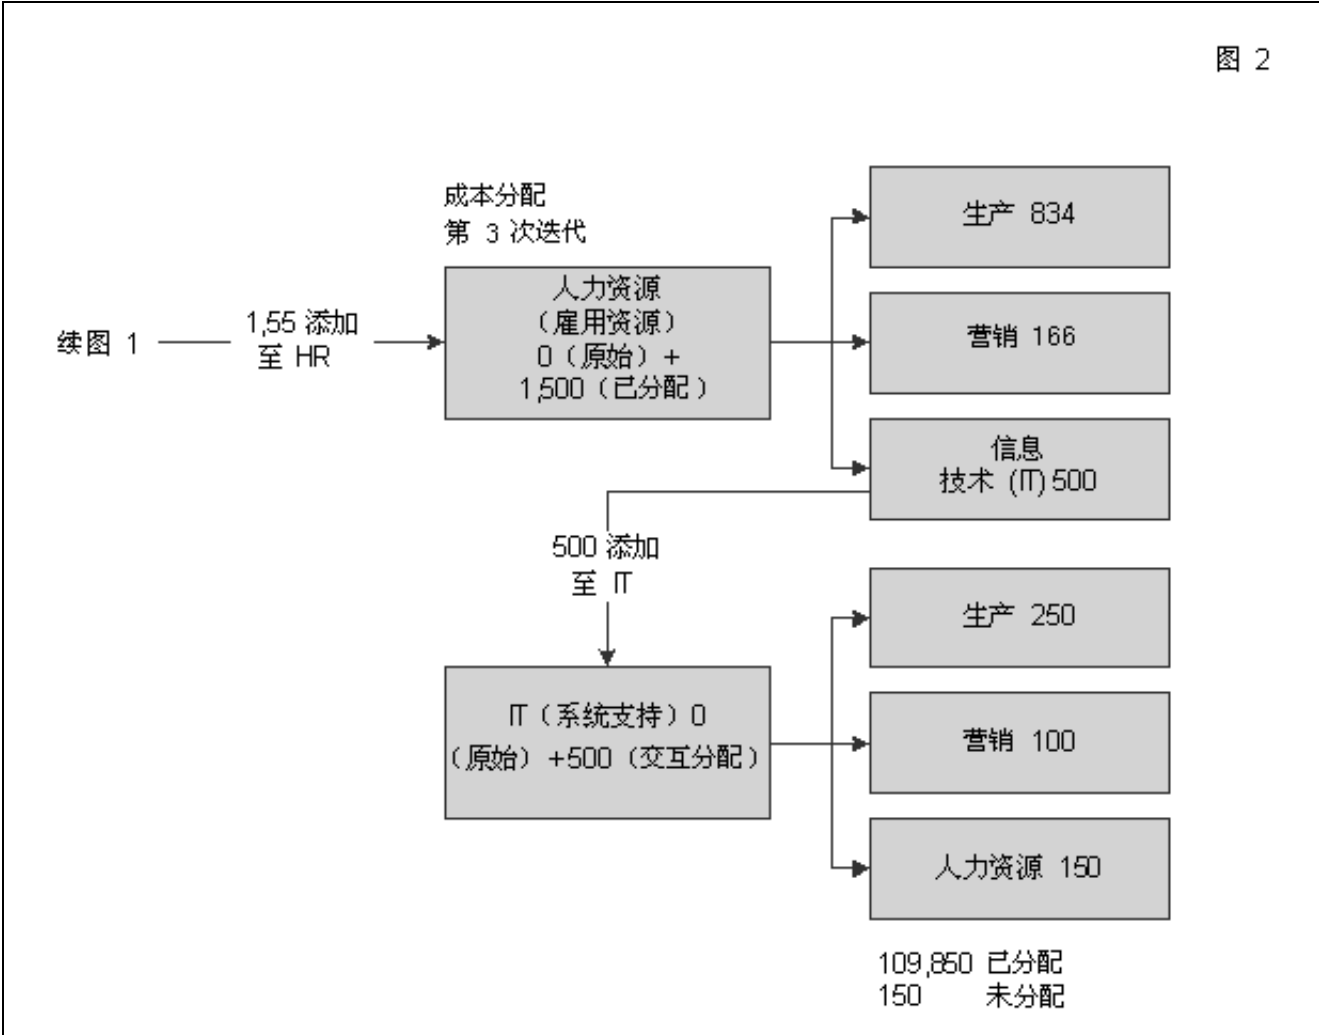 图 2
成本分配
第 3 次迭代
续图 1
1,55 添加
至 HR
人力资源
（雇用资源）
0（原始）+
1,500（已分配）
生产 834
营销 166
信息
技术 (IT) 500
500 添加
至 IT
IT（系统支持）0
（原始）+500（交互分配）
生产 250
营销 100
人力资源 150
109,850 已分配
150 未分配